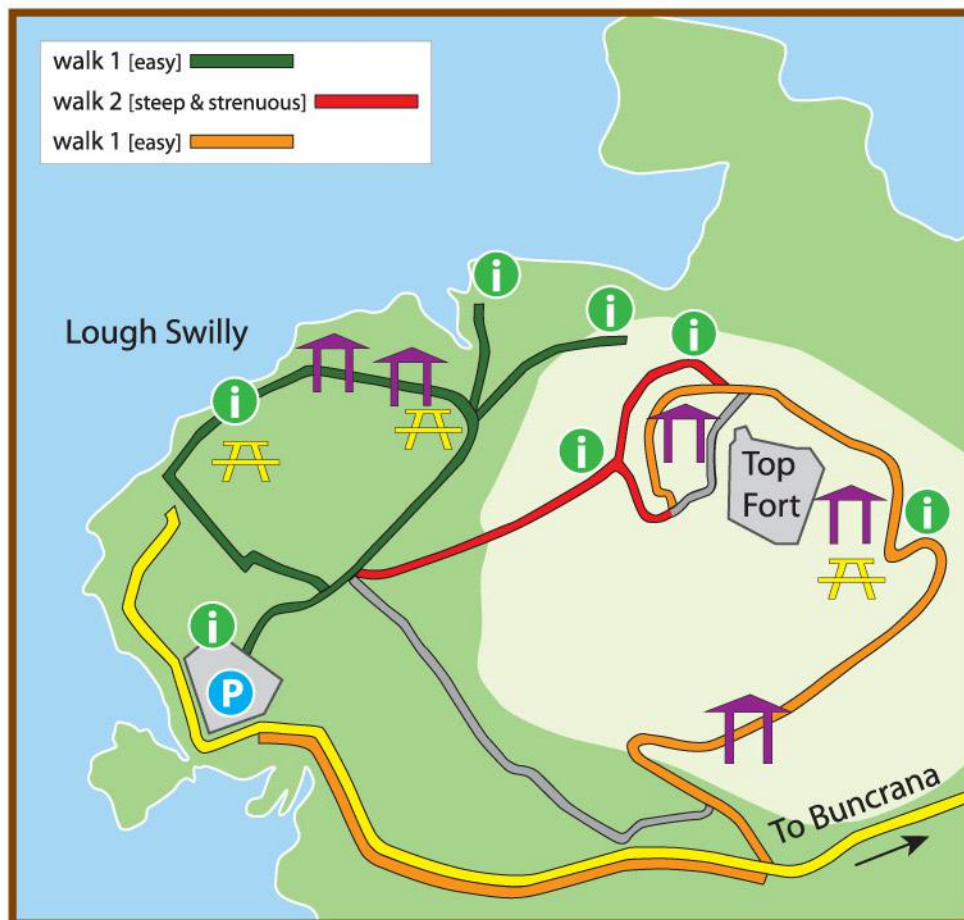 walk 1 [easy]
walk 2 [steep & strenuous]
walk 1 [easy]
i
i
i
Lough Swilly
i
i
Top
Fort
i
i
P
To Buncrana